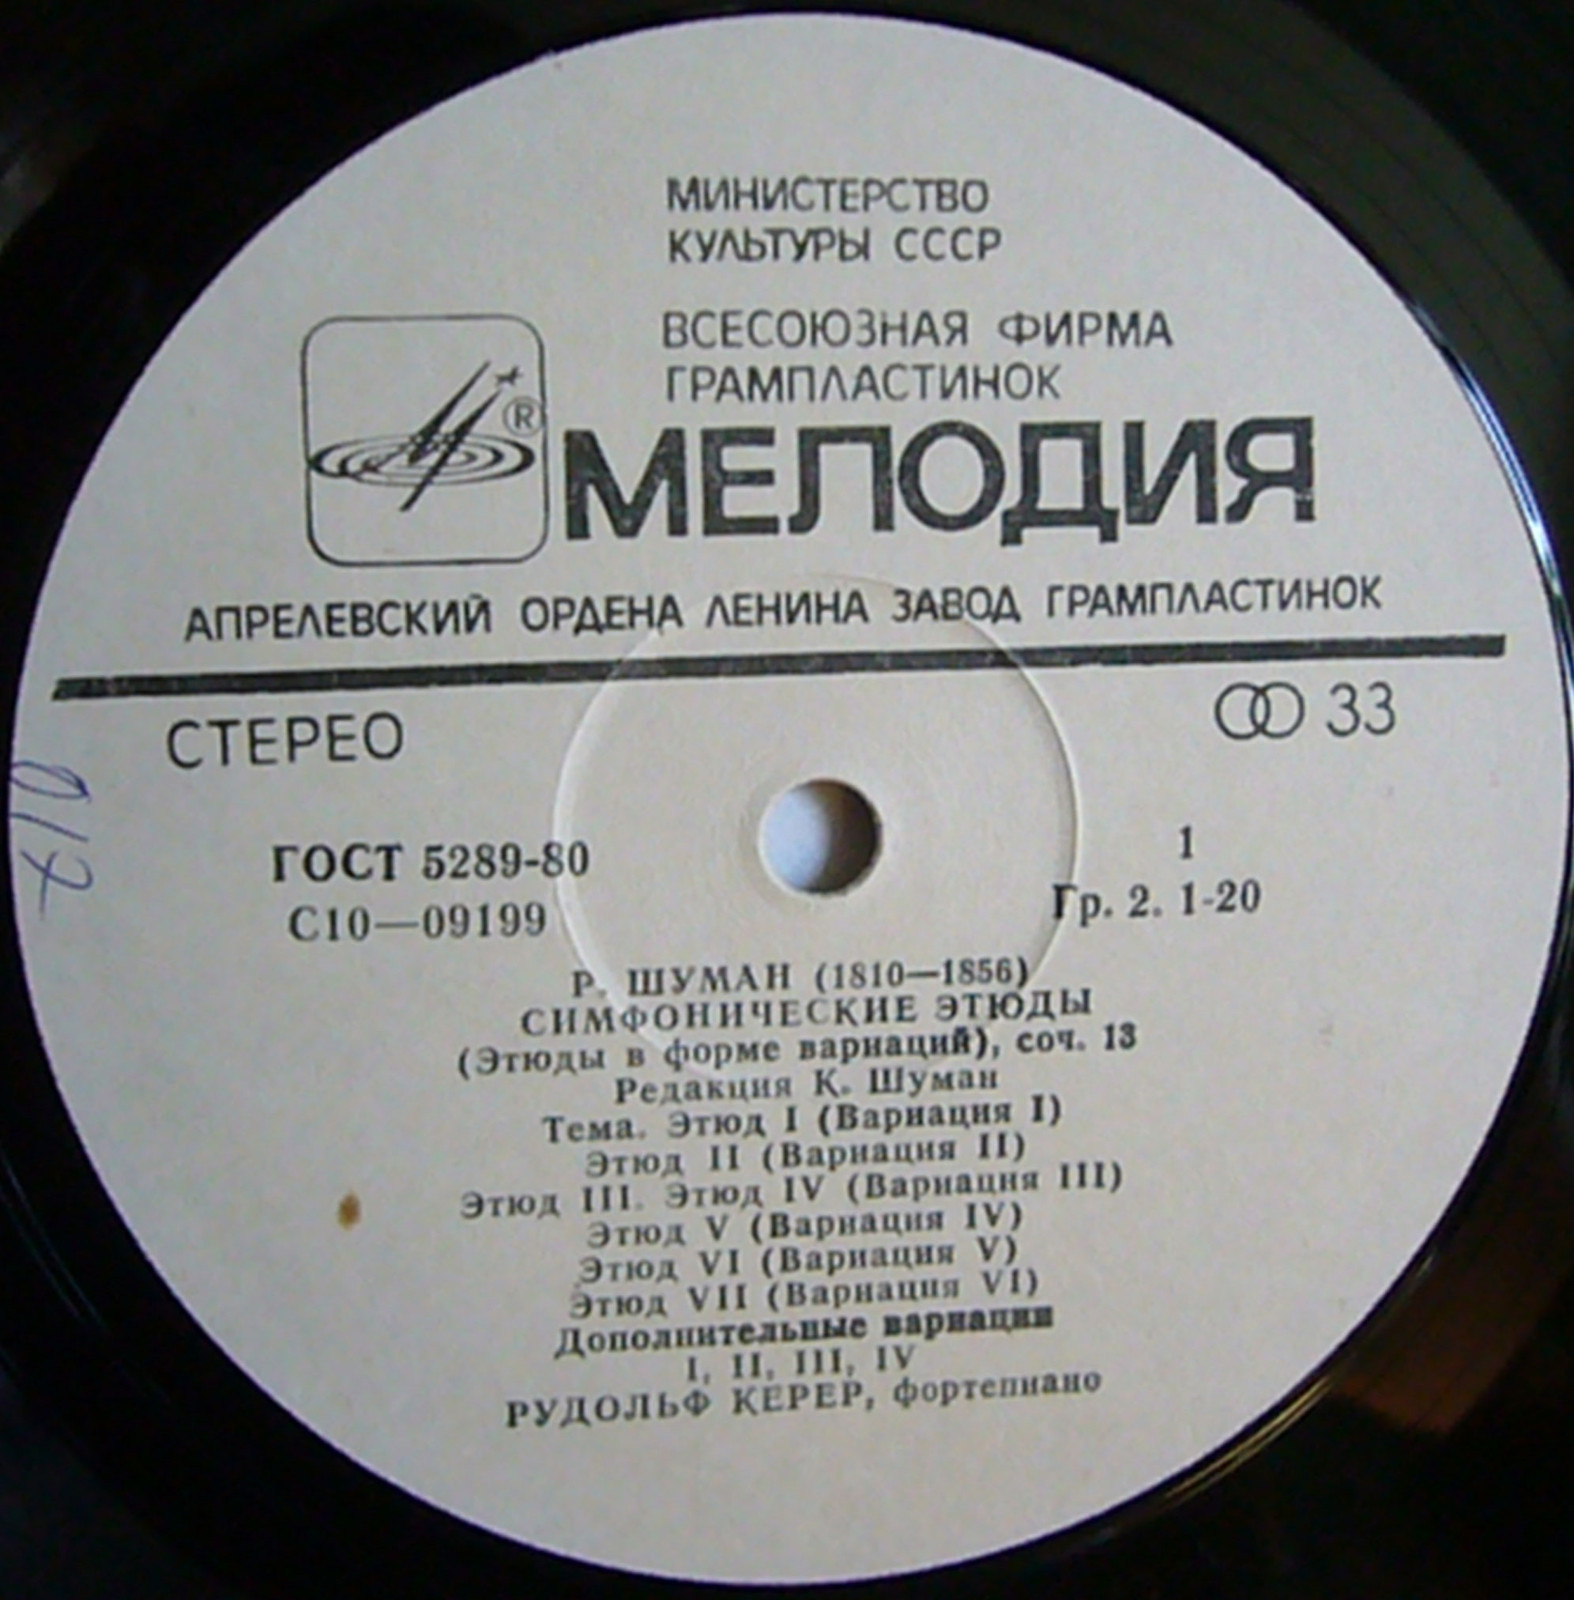 МИНИСТЕРСТВО
КУЛЬТУРЫ СССР
ВСЕСОЮЗНАЯ ФИРМА
ГРАМПЛАСТИНОК
®
МЕЛОДИЯ
АПРЕЛЕВСКИЙ ОРДЕНА ЛЕНИНА ЗАВОД ГРАМПЛАСТИНОК
СТЕРЕО
33
ГОСТ 5289-80
1
С10—09199
Гр. 2. 1-20
Р. ШУМАН (1810—1856)
СИМФОНИЧЕСКИЕ ЭТЮДЫ
(Этюды в форме вариаций), соч. 13
Редакция К. Шуман
Тема. Этюд I (Вариация I)
Этюд II (Вариация II)
Этюд III. Этюд IV (Вариация III)
Этюд V (Вариация IV)
Этюд VI (Вариация V)
Этюд VII (Вариация VI)
Дополнительные вариации
I, II, III, IV
РУДОЛЬФ КЕРЕР, фортепиано